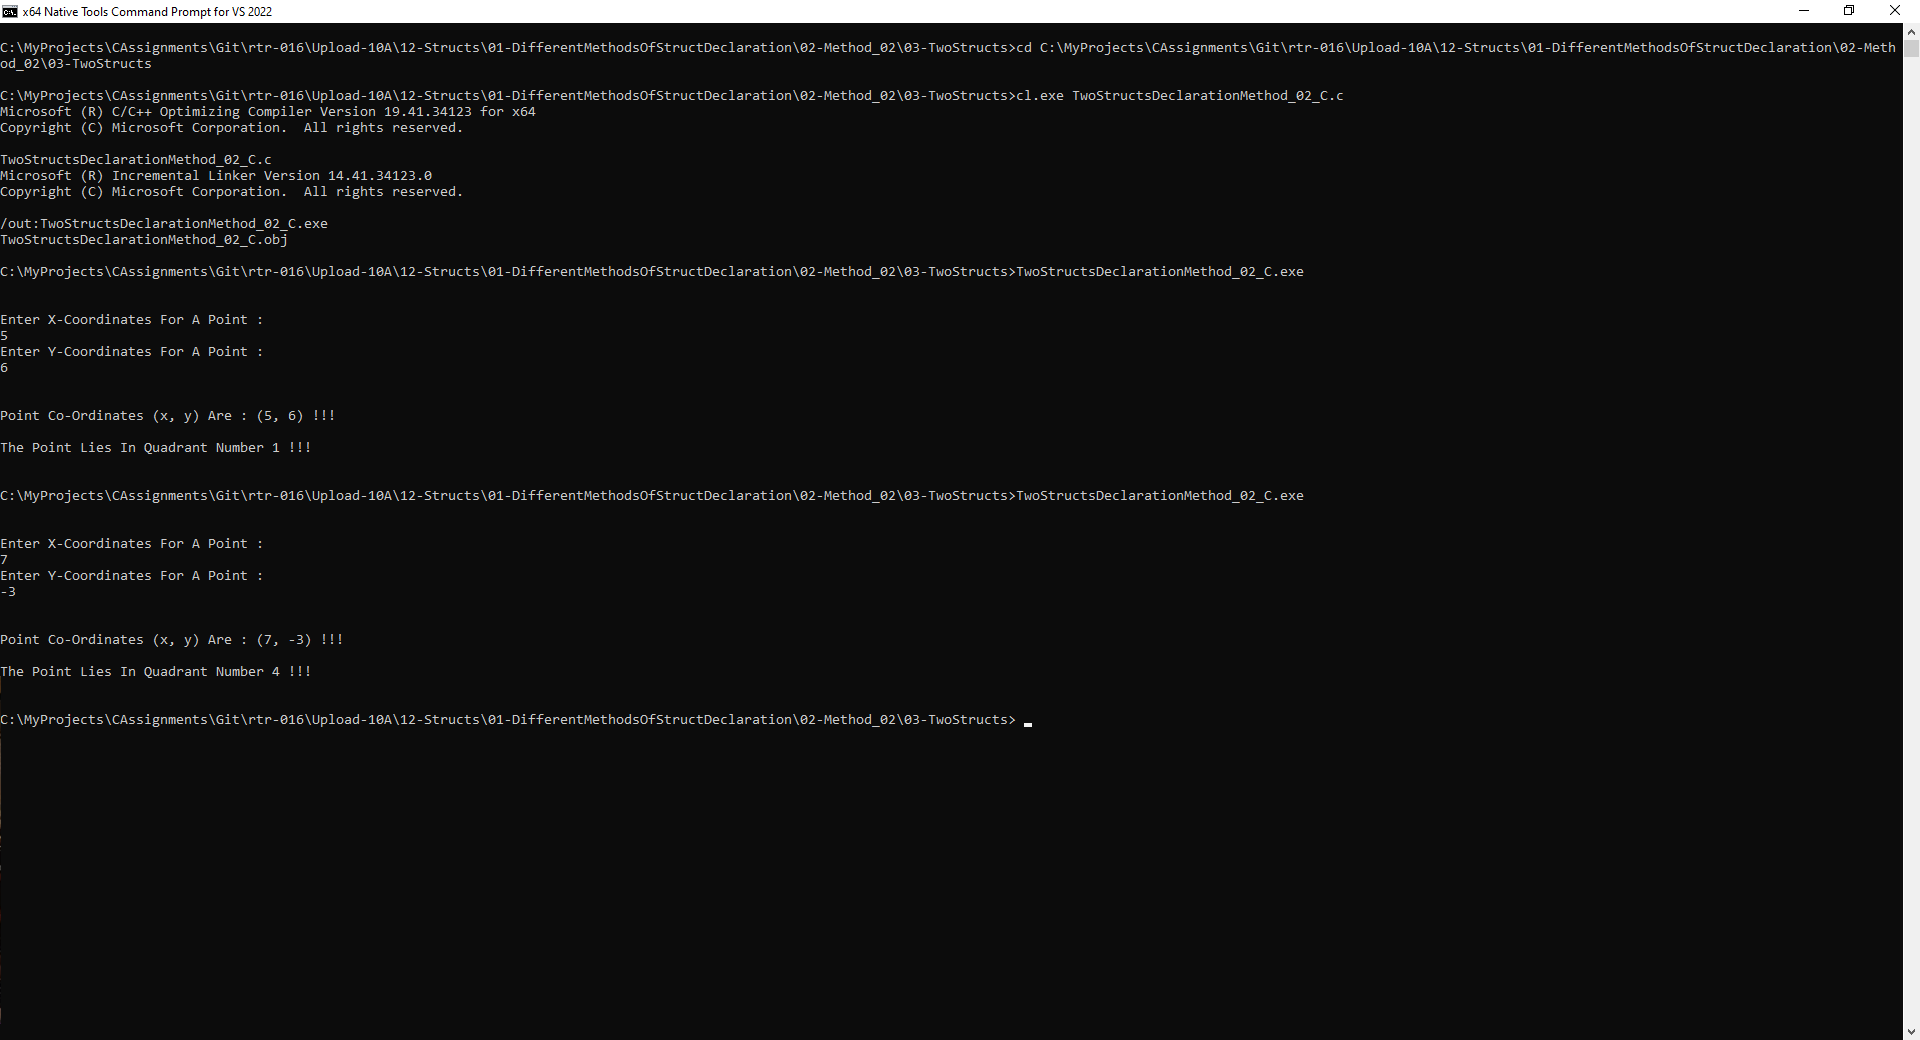 x64 Native Tools Command Prompt for VS 2022
C:\MyProjects\CAssignments\Git\rtr-016\Upload-10A\12-Structs\01-DifferentMethodsOfStructDeclaration\02-Method_02\03-TwoStructs>cd C:\MyProjects\CAssignments\Git\rtr-016\Upload-10A\12-Structs\01-DifferentMethodsOfStructDeclaration\02-Meth
od_02\03-TwoStructs
C:\MyProjects\CAssignments\Git\rtr-016\Upload-10A\12-Structs\01-DifferentMethodsOfStructDeclaration\02-Method_02\03-TwoStructs>cl.exe TwoStructsDeclarationMethod_02_C.c
Microsoft (R) C/C++ Optimizing Compiler Version 19.41.34123 for x64
Copyright (C) Microsoft Corporation.  All rights reserved.
TwoStructsDeclarationMethod_02_C.c
Microsoft (R) Incremental Linker Version 14.41.34123.0
Copyright (C) Microsoft Corporation.  All rights reserved.
/out:TwoStructsDeclarationMethod_02_C.exe
TwoStructsDeclarationMethod_02_C.obj
C:\MyProjects\CAssignments\Git\rtr-016\Upload-10A\12-Structs\01-DifferentMethodsOfStructDeclaration\02-Method_02\03-TwoStructs>TwoStructsDeclarationMethod_02_C.exe
Enter X-Coordinates For A Point :
5
Enter Y-Coordinates For A Point :
6
Point Co-Ordinates (x, y) Are : (5, 6) !!!
The Point Lies In Quadrant Number 1 !!!
C:\MyProjects\CAssignments\Git\rtr-016\Upload-10A\12-Structs\01-DifferentMethodsOfStructDeclaration\02-Method_02\03-TwoStructs>TwoStructsDeclarationMethod_02_C.exe
Enter X-Coordinates For A Point :
7
Enter Y-Coordinates For A Point :
-3
Point Co-Ordinates (x, y) Are : (7, -3) !!!
The Point Lies In Quadrant Number 4 !!!
C:\MyProjects\CAssignments\Git\rtr-016\Upload-10A\12-Structs\01-DifferentMethodsOfStructDeclaration\02-Method_02\03-TwoStructs>